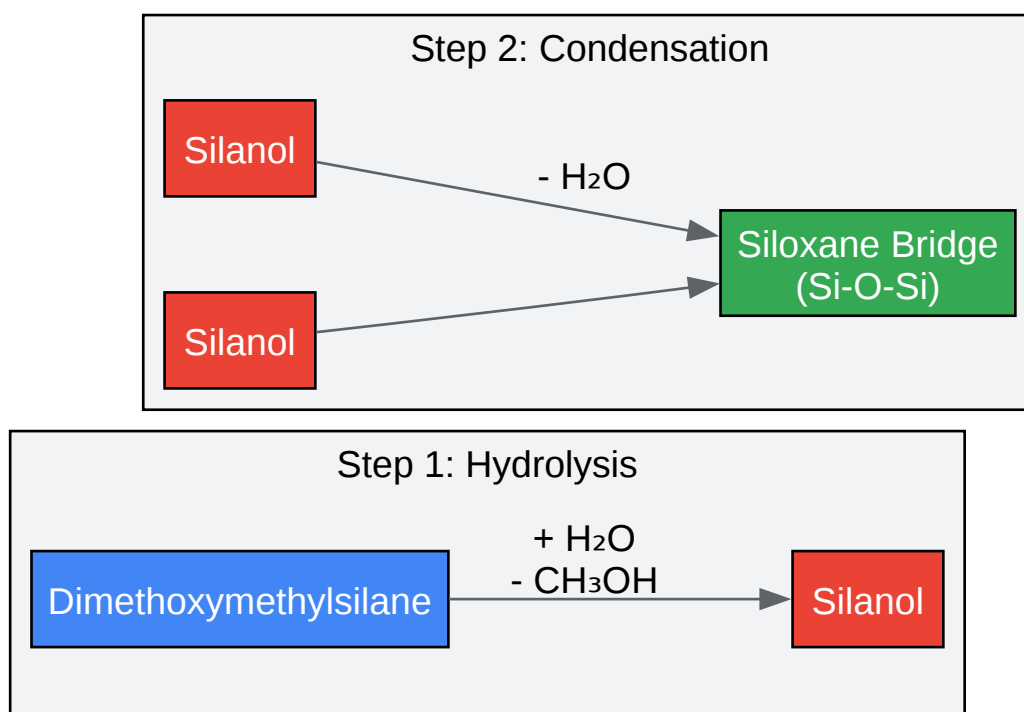 Step 2: Condensation
Silanol
- H₂O
Siloxane Bridge
(Si-O-Si)
Silanol
Step 1: Hydrolysis
+ H₂O
- CH₃OH
Dimethoxymethylsilane
Silanol